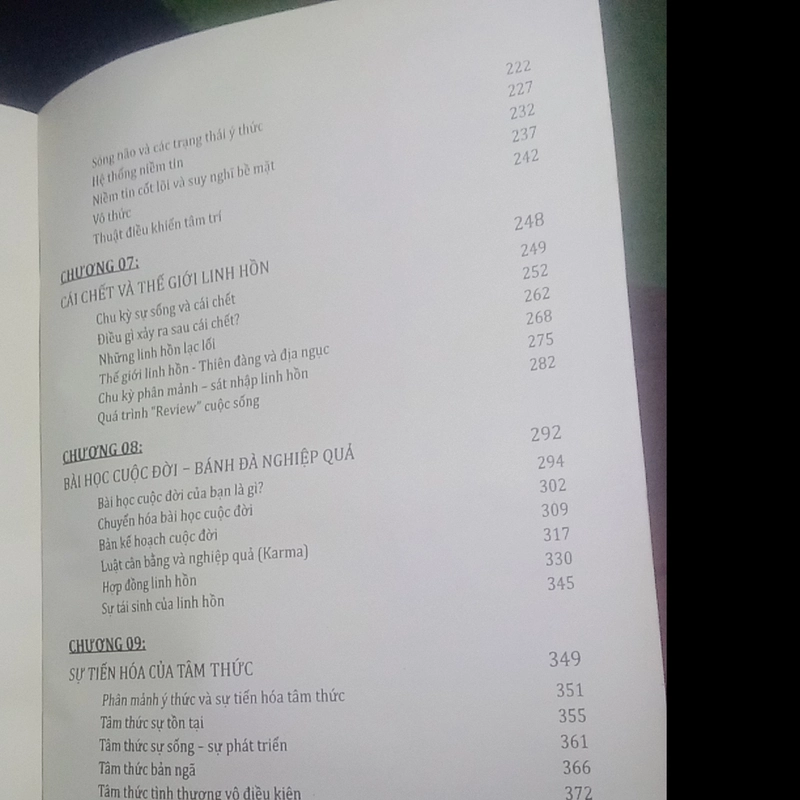 Sóng não và các trạng thái ý thức 222
Hệ thống niềm tin 227
Niềm tin cốt lõi và suy nghĩ bề mặt 232
Vô thức 237
Thuật điều khiển tâm trí 242
CHƯƠNG 07:
CÁI CHẾT VÀ THẾ GIỚI LINH HỒN 248
Chu kỳ sự sống và cái chết 249
Điều gì xảy ra sau cái chết? 252
Những linh hồn lạc lối 262
Thế giới linh hồn - Thiên đàng và địa ngục 268
Chu kỳ phân mảnh – sát nhập linh hồn 275
Quá trình "Review" cuộc sống 282
CHƯƠNG 08:
BÀI HỌC CUỘC ĐỜI – BÁNH ĐÀ NGHIỆP QUẢ 292
Bài học cuộc đời của bạn là gì? 294
Chuyển hóa bài học cuộc đời 302
Bản kế hoạch cuộc đời 309
Luật cân bằng và nghiệp quả (Karma) 317
Hợp đồng linh hồn 330
Sự tái sinh của linh hồn 345
CHƯƠNG 09:
SỰ TIẾN HÓA CỦA TÂM THỨC 349
Phân mảnh ý thức và sự tiến hóa tâm thức 351
Tâm thức sự tồn tại 355
Tâm thức sự sống – sự phát triển 361
Tâm thức bản ngã 366
Tâm thức tình thương vô điều kiện 372